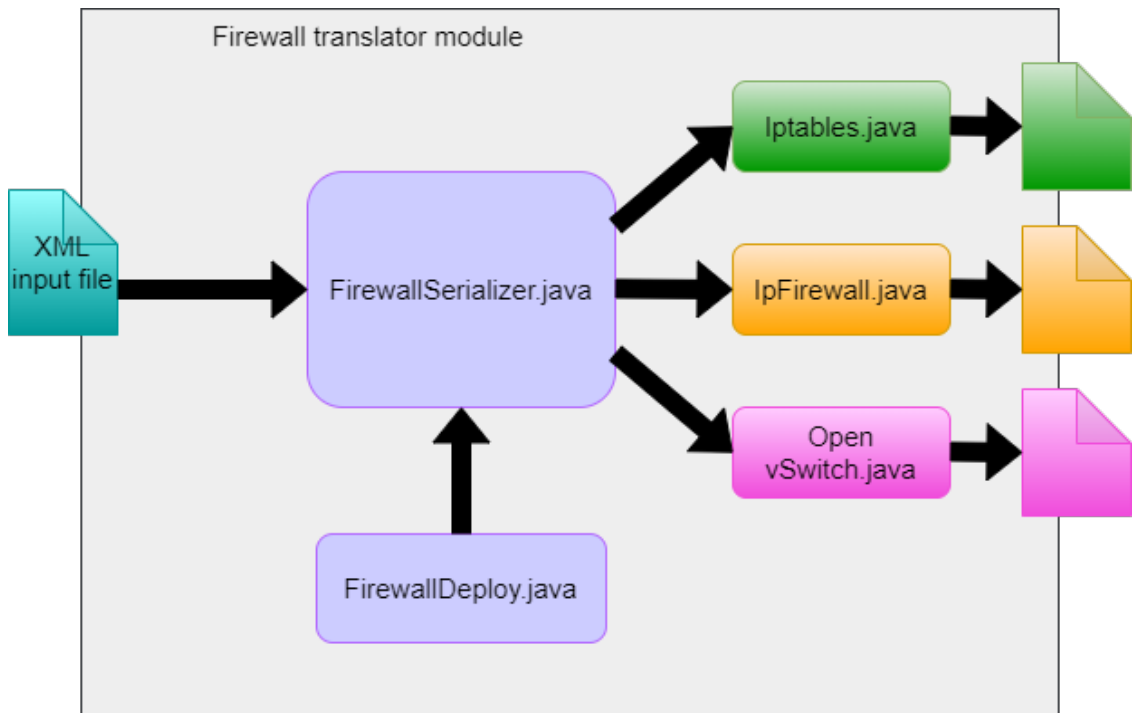 Firewall translator module
XML
input file
FirewallSerializer.java
FirewallDeploy.java
Iptables.java
IpFirewall.java
Open
vSwitch.java